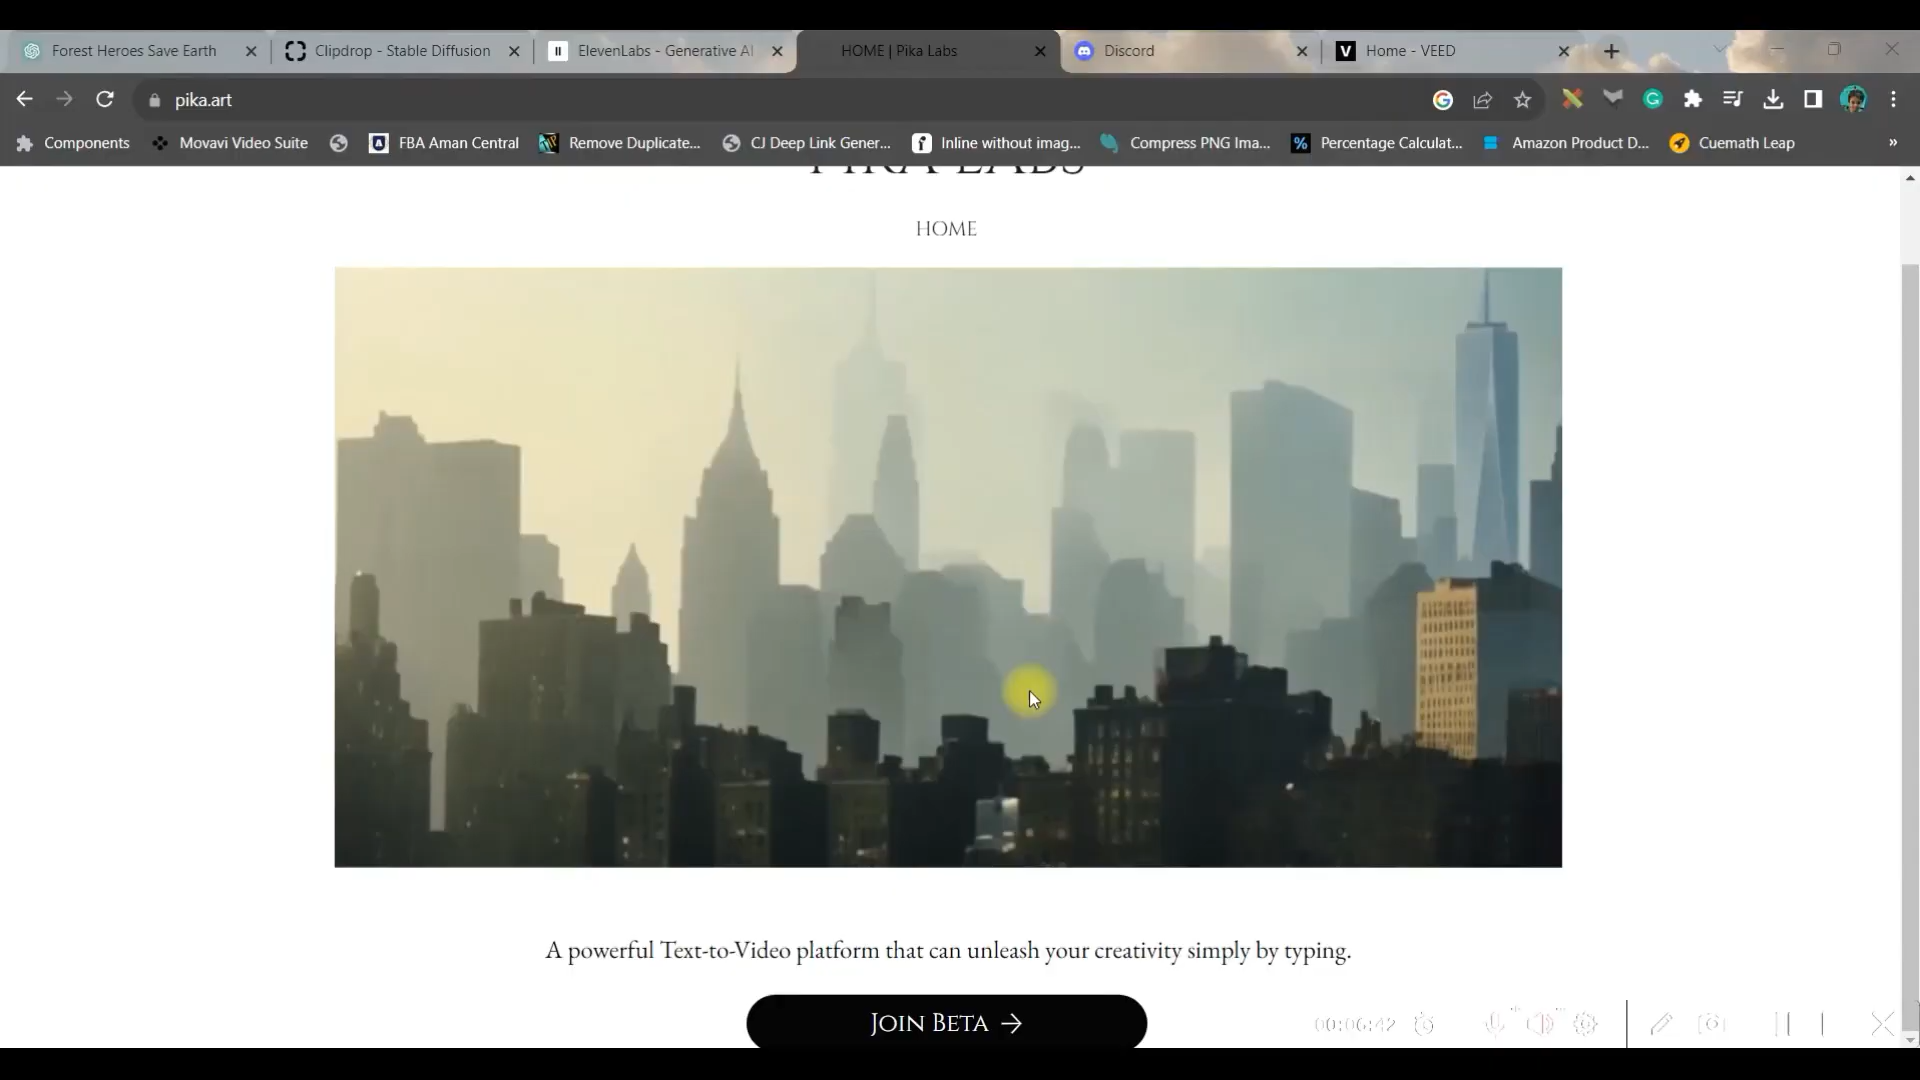 Forest Heroes Save Earth
Clipdrop - Stable Diffusion
ElevenLabs - Generative AI
HOME | Pika Labs
Discord
Home - VEED
pika.art
Components
Movavi Video Suite
FBA Aman Central
Remove Duplicate...
CJ Deep Link Gener...
Inline without imag...
Compress PNG Ima...
Percentage Calculat...
Amazon Product D...
Cuemath Leap
»
PIKA LABS
HOME
A powerful Text-to-Video platform that can unleash your creativity simply by typing.
JOIN BETA →
00:06:42